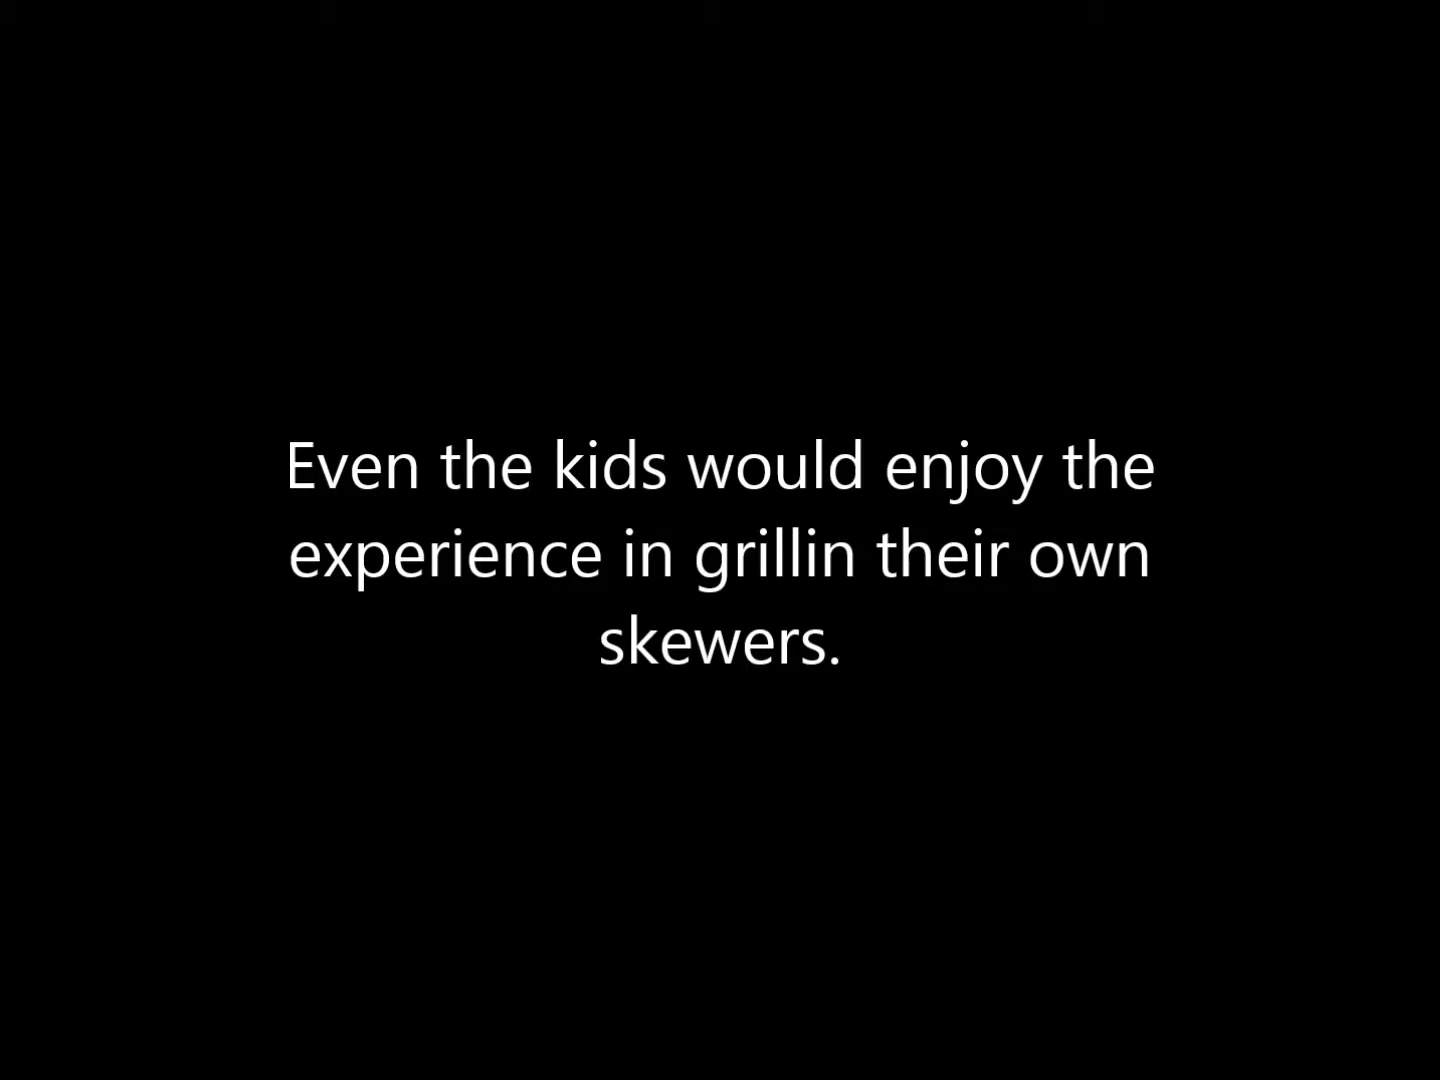 Even the kids would enjoy the
experience in grillin their own
skewers.